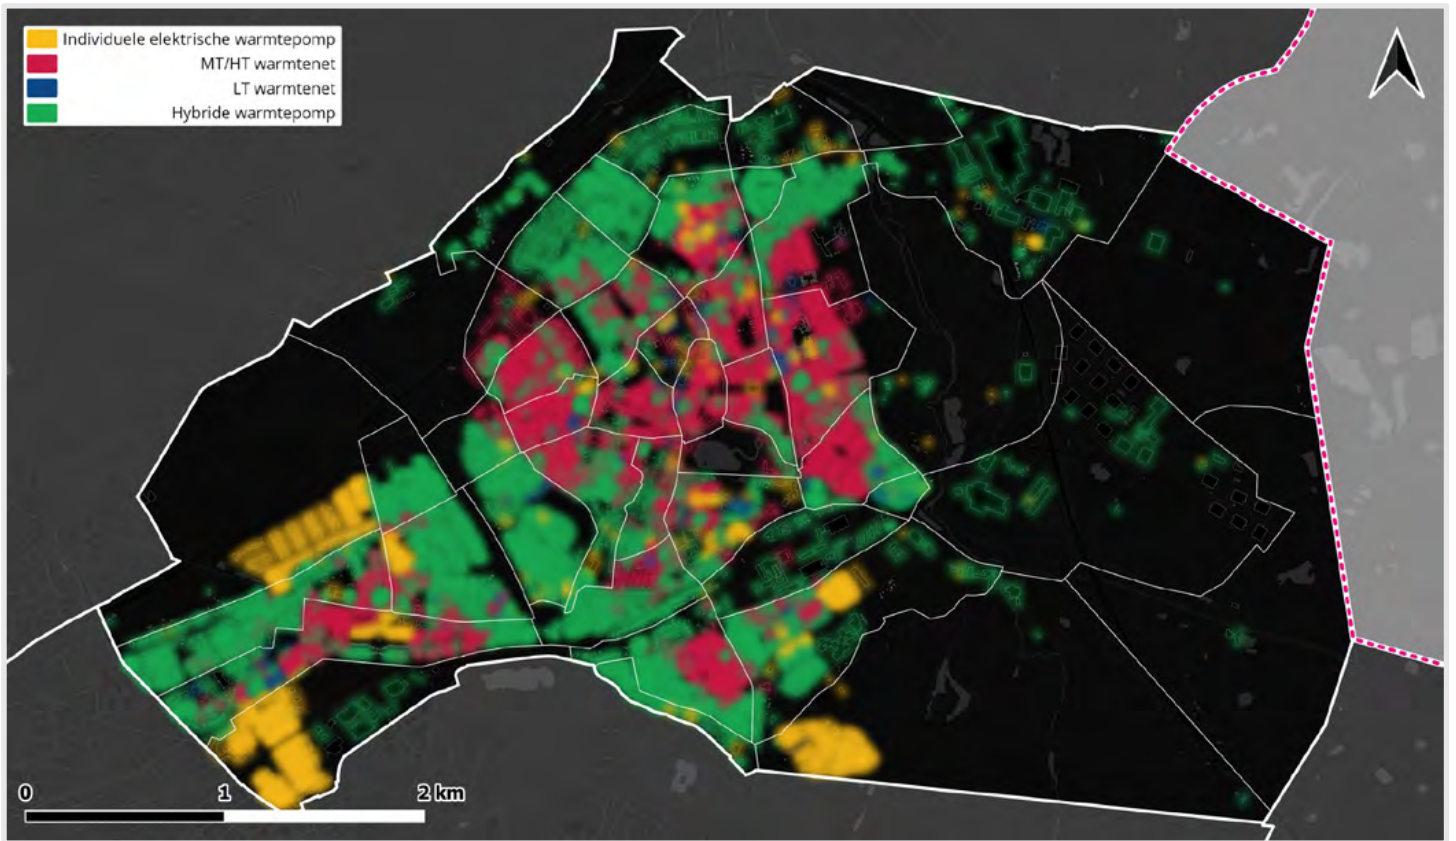 Individuele elektrische warmtepomp
MT/HT warmtenet
LT warmtenet
Hybride warmtepomp
0 1 2 km